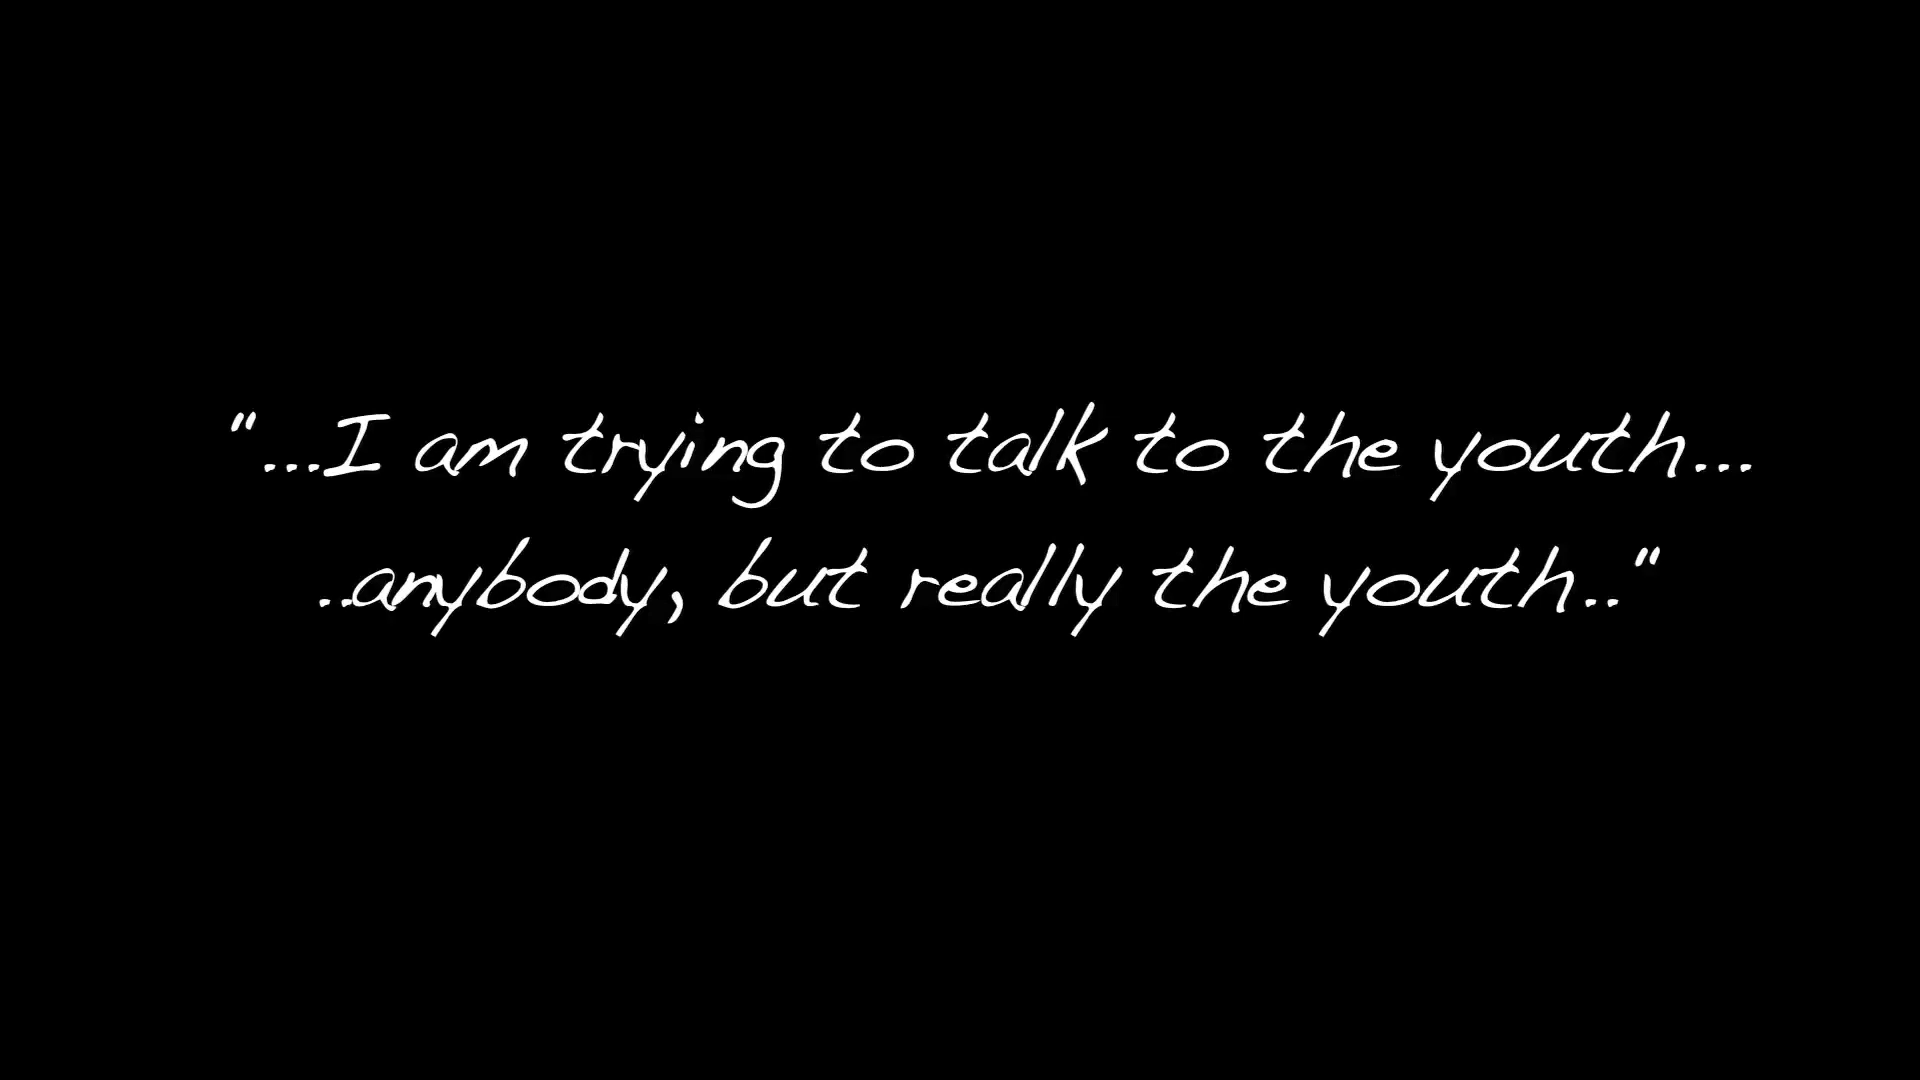 "...I am trying to talk to the youth...
..anybody, but really the youth.."